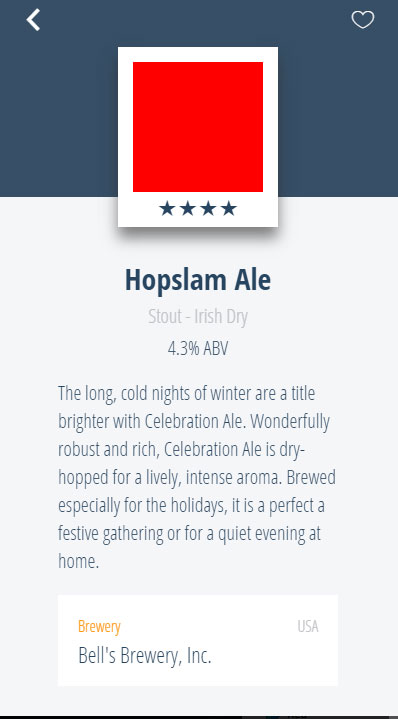 Hopslam Ale
Stout - Irish Dry
4.3% ABV
The long, cold nights of winter are a title
brighter with Celebration Ale. Wonderfully
robust and rich, Celebration Ale is dry-
hopped for a lively, intense aroma. Brewed
especially for the holidays, it is a perfect a
festive gathering or for a quiet evening at
home.
Brewery USA
Bell's Brewery, Inc.